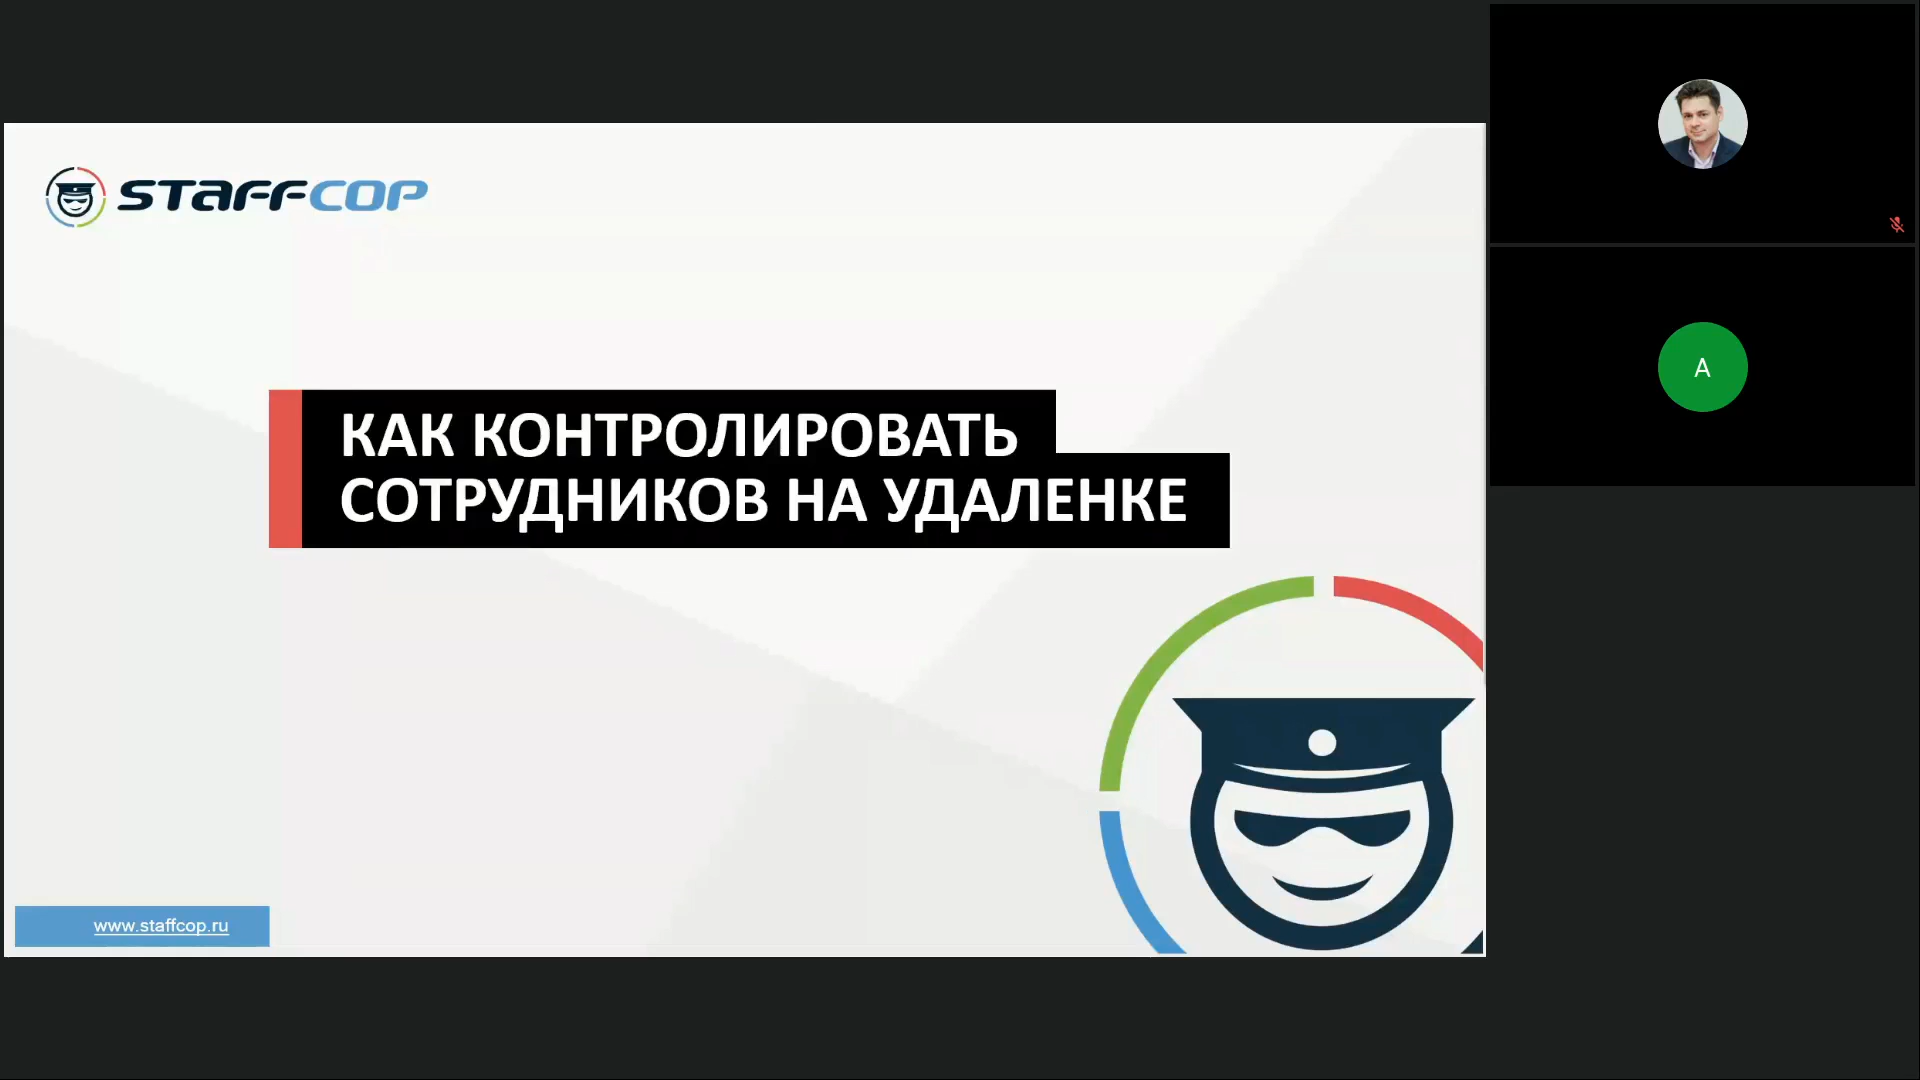 STAFFCOP
КАК КОНТРОЛИРОВАТЬ
СОТРУДНИКОВ НА УДАЛЕНКЕ
www.staffcop.ru
A